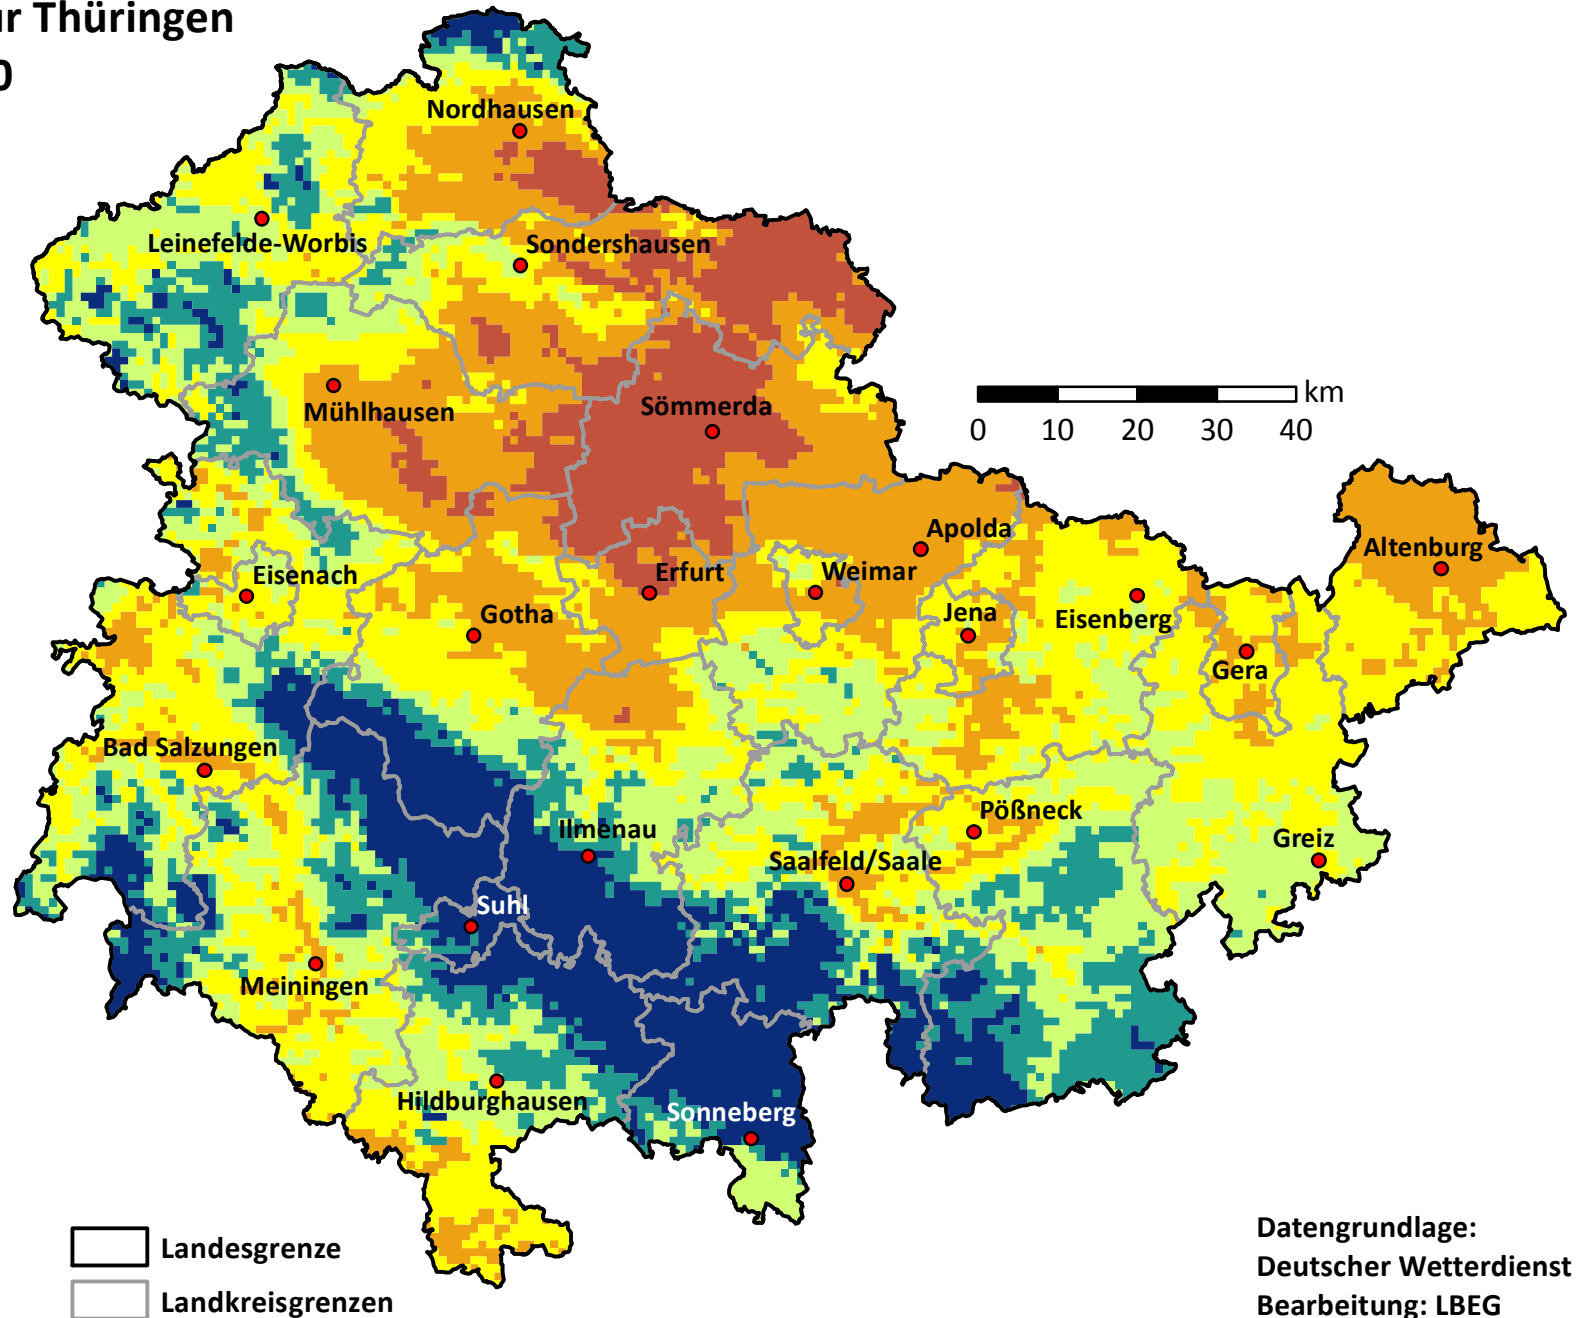 Thüringen
0
Nordhausen
Leinefelde-Worbis
Sondershausen
Mühlhausen
Sömmerda
km
0 10 20 30 40
Apolda
Altenburg
Eisenach
Erfurt
Weimar
Gotha
Jena
Eisenberg
Gera
Bad Salzungen
Pößneck
Ilmenau
Greiz
Saalfeld/Saale
Suhl
Meiningen
Hildburghausen
Sonneberg
Landesgrenze
Landkreisgrenzen
Datengrundlage:
Deutscher Wetterdienst
Bearbeitung: LBEG